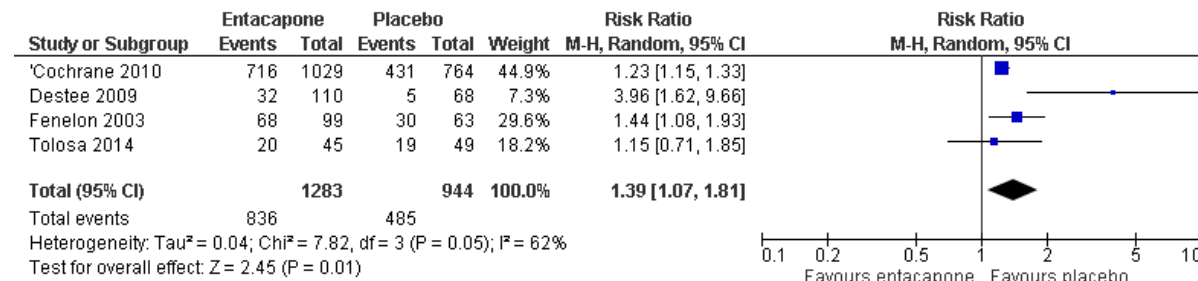 Entacapone Placebo Risk Ratio Risk Ratio
Study or Subgroup Events Total Events Total Weight M-H, Random, 95% CI M-H, Random, 95% CI
'Cochrane 2010 716 1029 431 764 44.9% 1.23 [1.15, 1.33]
Destee 2009 32 110 5 68 7.3% 3.96 [1.62, 9.66]
Fenelon 2003 68 99 30 63 29.6% 1.44 [1.08, 1.93]
Tolosa 2014 20 45 19 49 18.2% 1.15 [0.71, 1.85]
Total (95% CI) 1283 944 100.0% 1.39 [1.07, 1.81]
Total events 836 485
Heterogeneity: Tau² = 0.04; Chi² = 7.82, df = 3 (P = 0.05); I² = 62%
Test for overall effect: Z = 2.45 (P = 0.01)
0.1 0.2 0.5 1 2 5 10
Favours entacapone Favours placebo